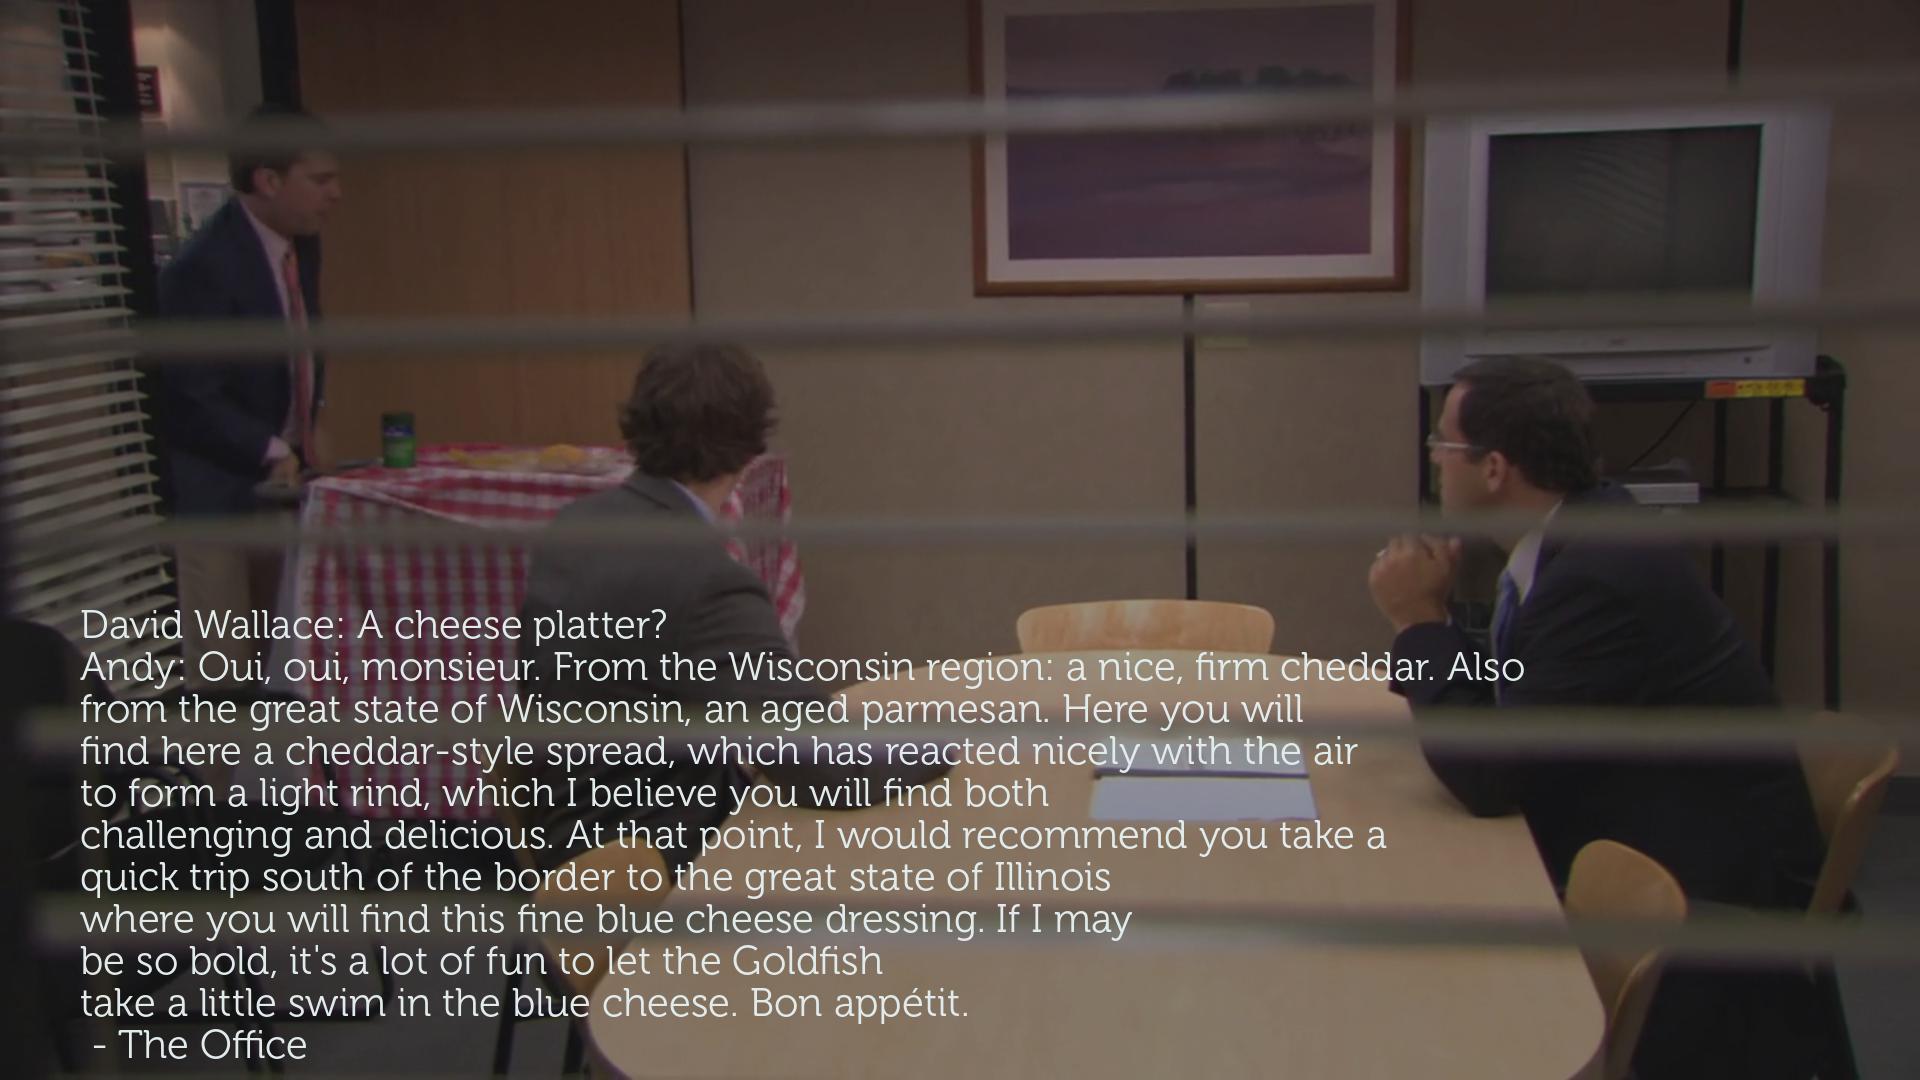 David Wallace: A cheese platter?
Andy: Oui, oui, monsieur. From the Wisconsin region: a nice, firm cheddar. Also
from the great state of Wisconsin, an aged parmesan. Here you will
find here a cheddar-style spread, which has reacted nicely with the air
to form a light rind, which I believe you will find both
challenging and delicious. At that point, I would recommend you take a
quick trip south of the border to the great state of Illinois
where you will find this fine blue cheese dressing. If I may
be so bold, it's a lot of fun to let the Goldfish
take a little swim in the blue cheese. Bon appétit.
- The Office